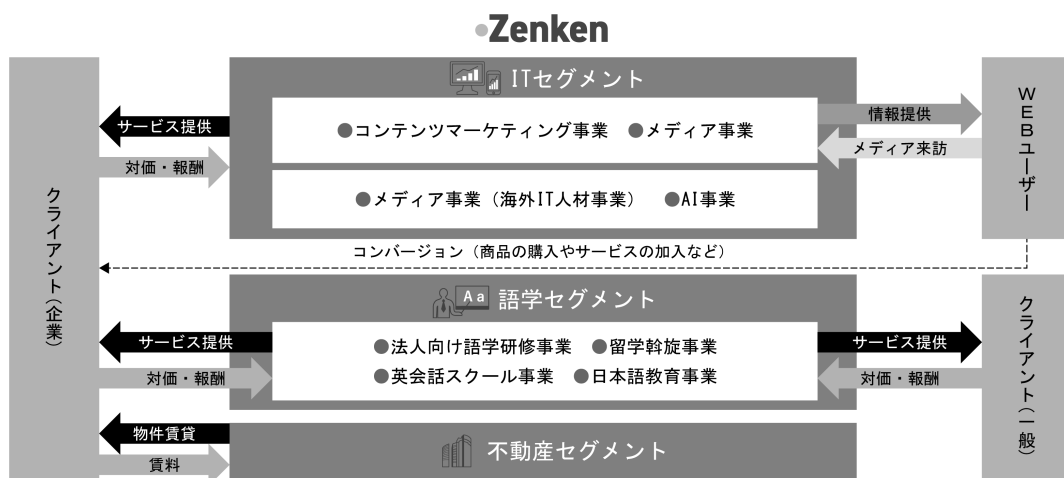 Zenken
ITセグメント
クライアント（企業）
サービス提供
対価・報酬
●コンテンツマーケティング事業 ●メディア事業
●メディア事業（海外IT人材事業） ●AI事業
情報提供
メディア来訪
WEBユーザー
コンバージョン（商品の購入やサービスの加入など）
Aa
語学セグメント
サービス提供
対価・報酬
●法人向け語学研修事業 ●留学斡旋事業
●英会話スクール事業 ●日本語教育事業
サービス提供
対価・報酬
クライアント（一般）
物件賃貸
賃料
不動産セグメント